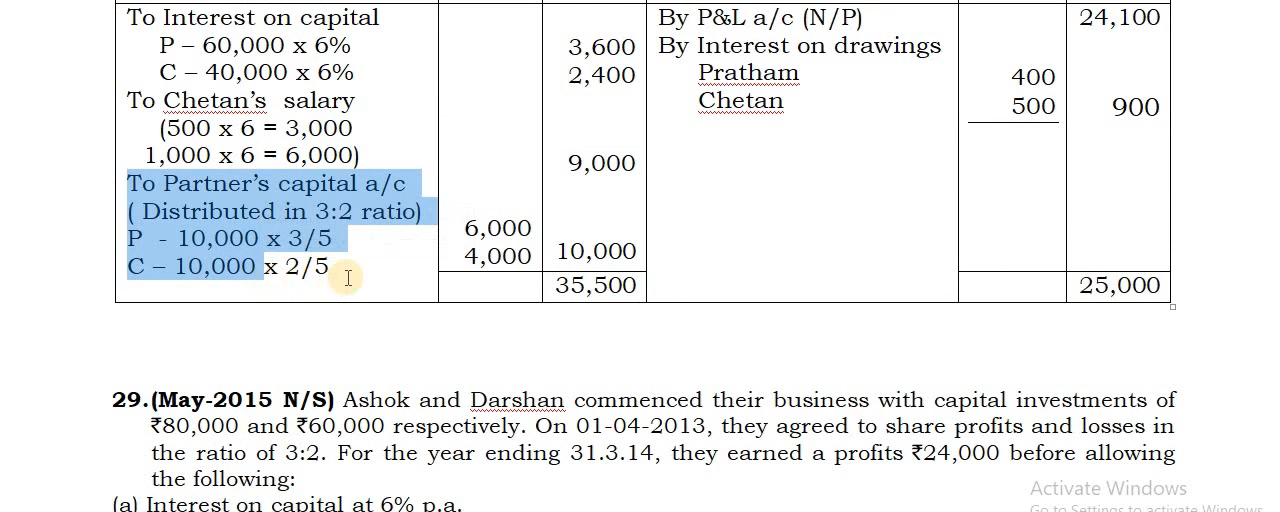 To Interest on capital
P – 60,000 x 6%
3,600
C – 40,000 x 6%
2,400
To Chetan’s salary
(500 x 6 = 3,000
1,000 x 6 = 6,000)
9,000
To Partner’s capital a/c
( Distributed in 3:2 ratio)
P - 10,000 x 3/5
6,000
C – 10,000 x 2/5
4,000
10,000
35,500
By P&L a/c (N/P)
24,100
By Interest on drawings
Pratham
400
Chetan
500
900
25,000
29.(May-2015 N/S) Ashok and Darshan commenced their business with capital investments of
₹80,000 and ₹60,000 respectively. On 01-04-2013, they agreed to share profits and losses in
the ratio of 3:2. For the year ending 31.3.14, they earned a profits ₹24,000 before allowing
the following:
(a) Interest on capital at 6% p.a.
Activate Windows
Go to Settings to activate Windows